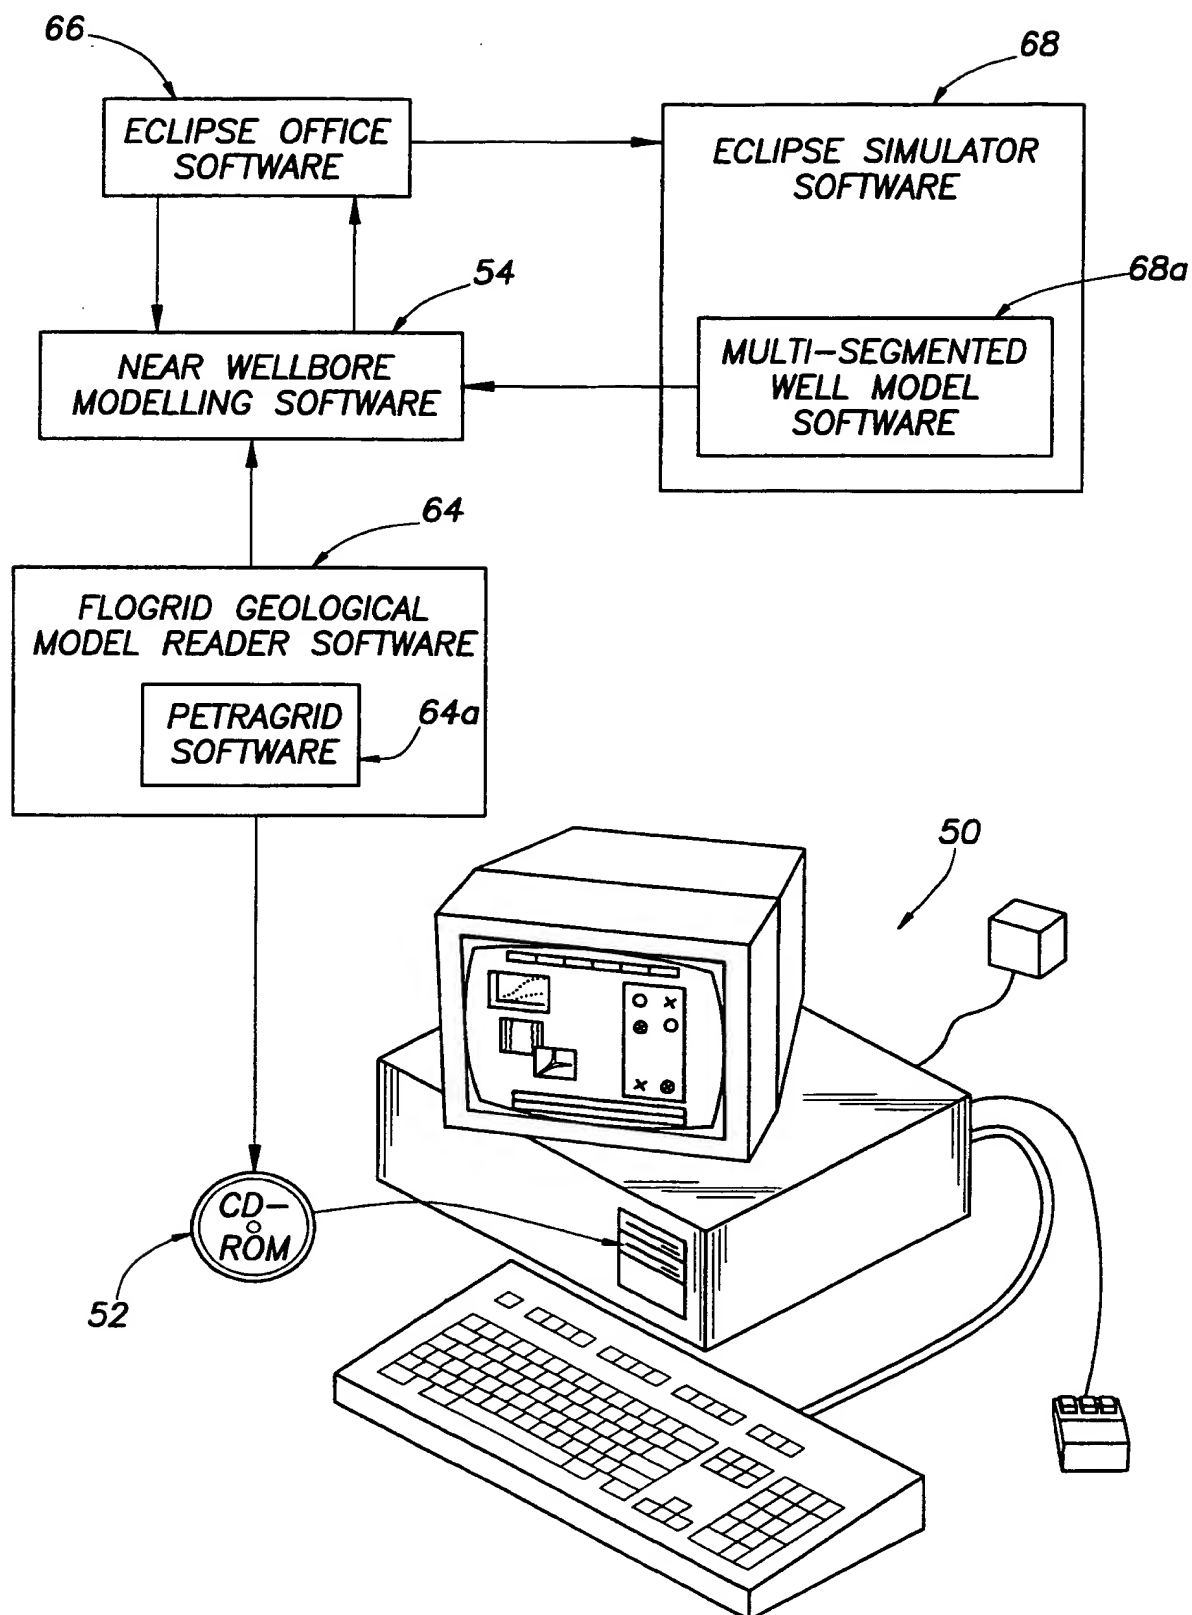 66
68
ECLIPSE OFFICE
SOFTWARE
ECLIPSE SIMULATOR
SOFTWARE
54
68a
NEAR WELLBORE
MODELLING SOFTWARE
MULTI-SEGMENTED
WELL MODEL
SOFTWARE
64
FLOGRID GEOLOGICAL
MODEL READER SOFTWARE
PETRAGRID
SOFTWARE
64a
50
CD-
ROM
52